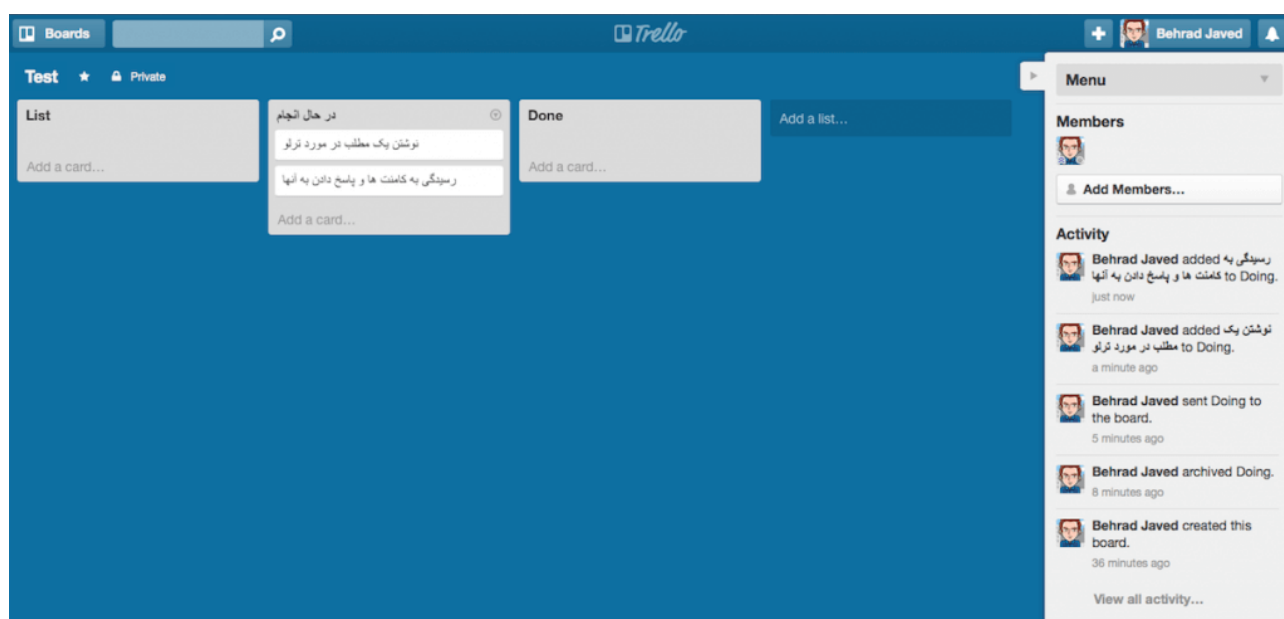 Boards
Trello
Behrad Javed
Test
Private
List
Add a card...
در حال انجام
نوشتن یک مطلب در مورد ترلو
رسیدگی به کامنت ها و پاسخ دادن به آنها
Add a card...
Done
Add a card...
Add a list...
Menu
Members
Add Members...
Activity
Behrad Javed added رسیدگی به
کامنت ها و پاسخ دادن به آنها to Doing.
just now
Behrad Javed added نوشتن یک
مطلب در مورد ترلو to Doing.
a minute ago
Behrad Javed sent Doing to
the board.
5 minutes ago
Behrad Javed archived Doing.
8 minutes ago
Behrad Javed created this
board.
36 minutes ago
View all activity...